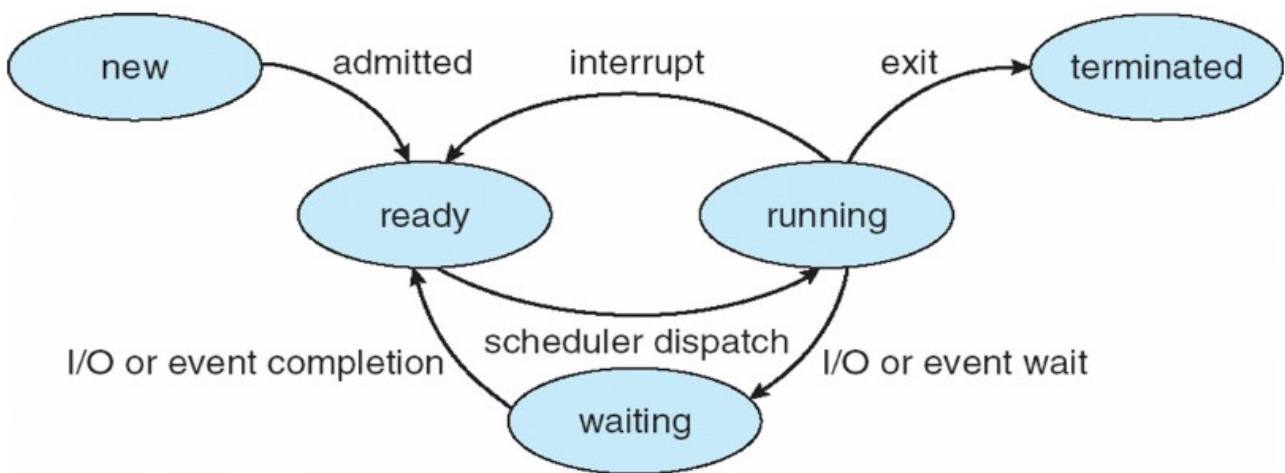 new
admitted
interrupt
exit
terminated
ready
running
I/O or event completion
scheduler dispatch
I/O or event wait
waiting